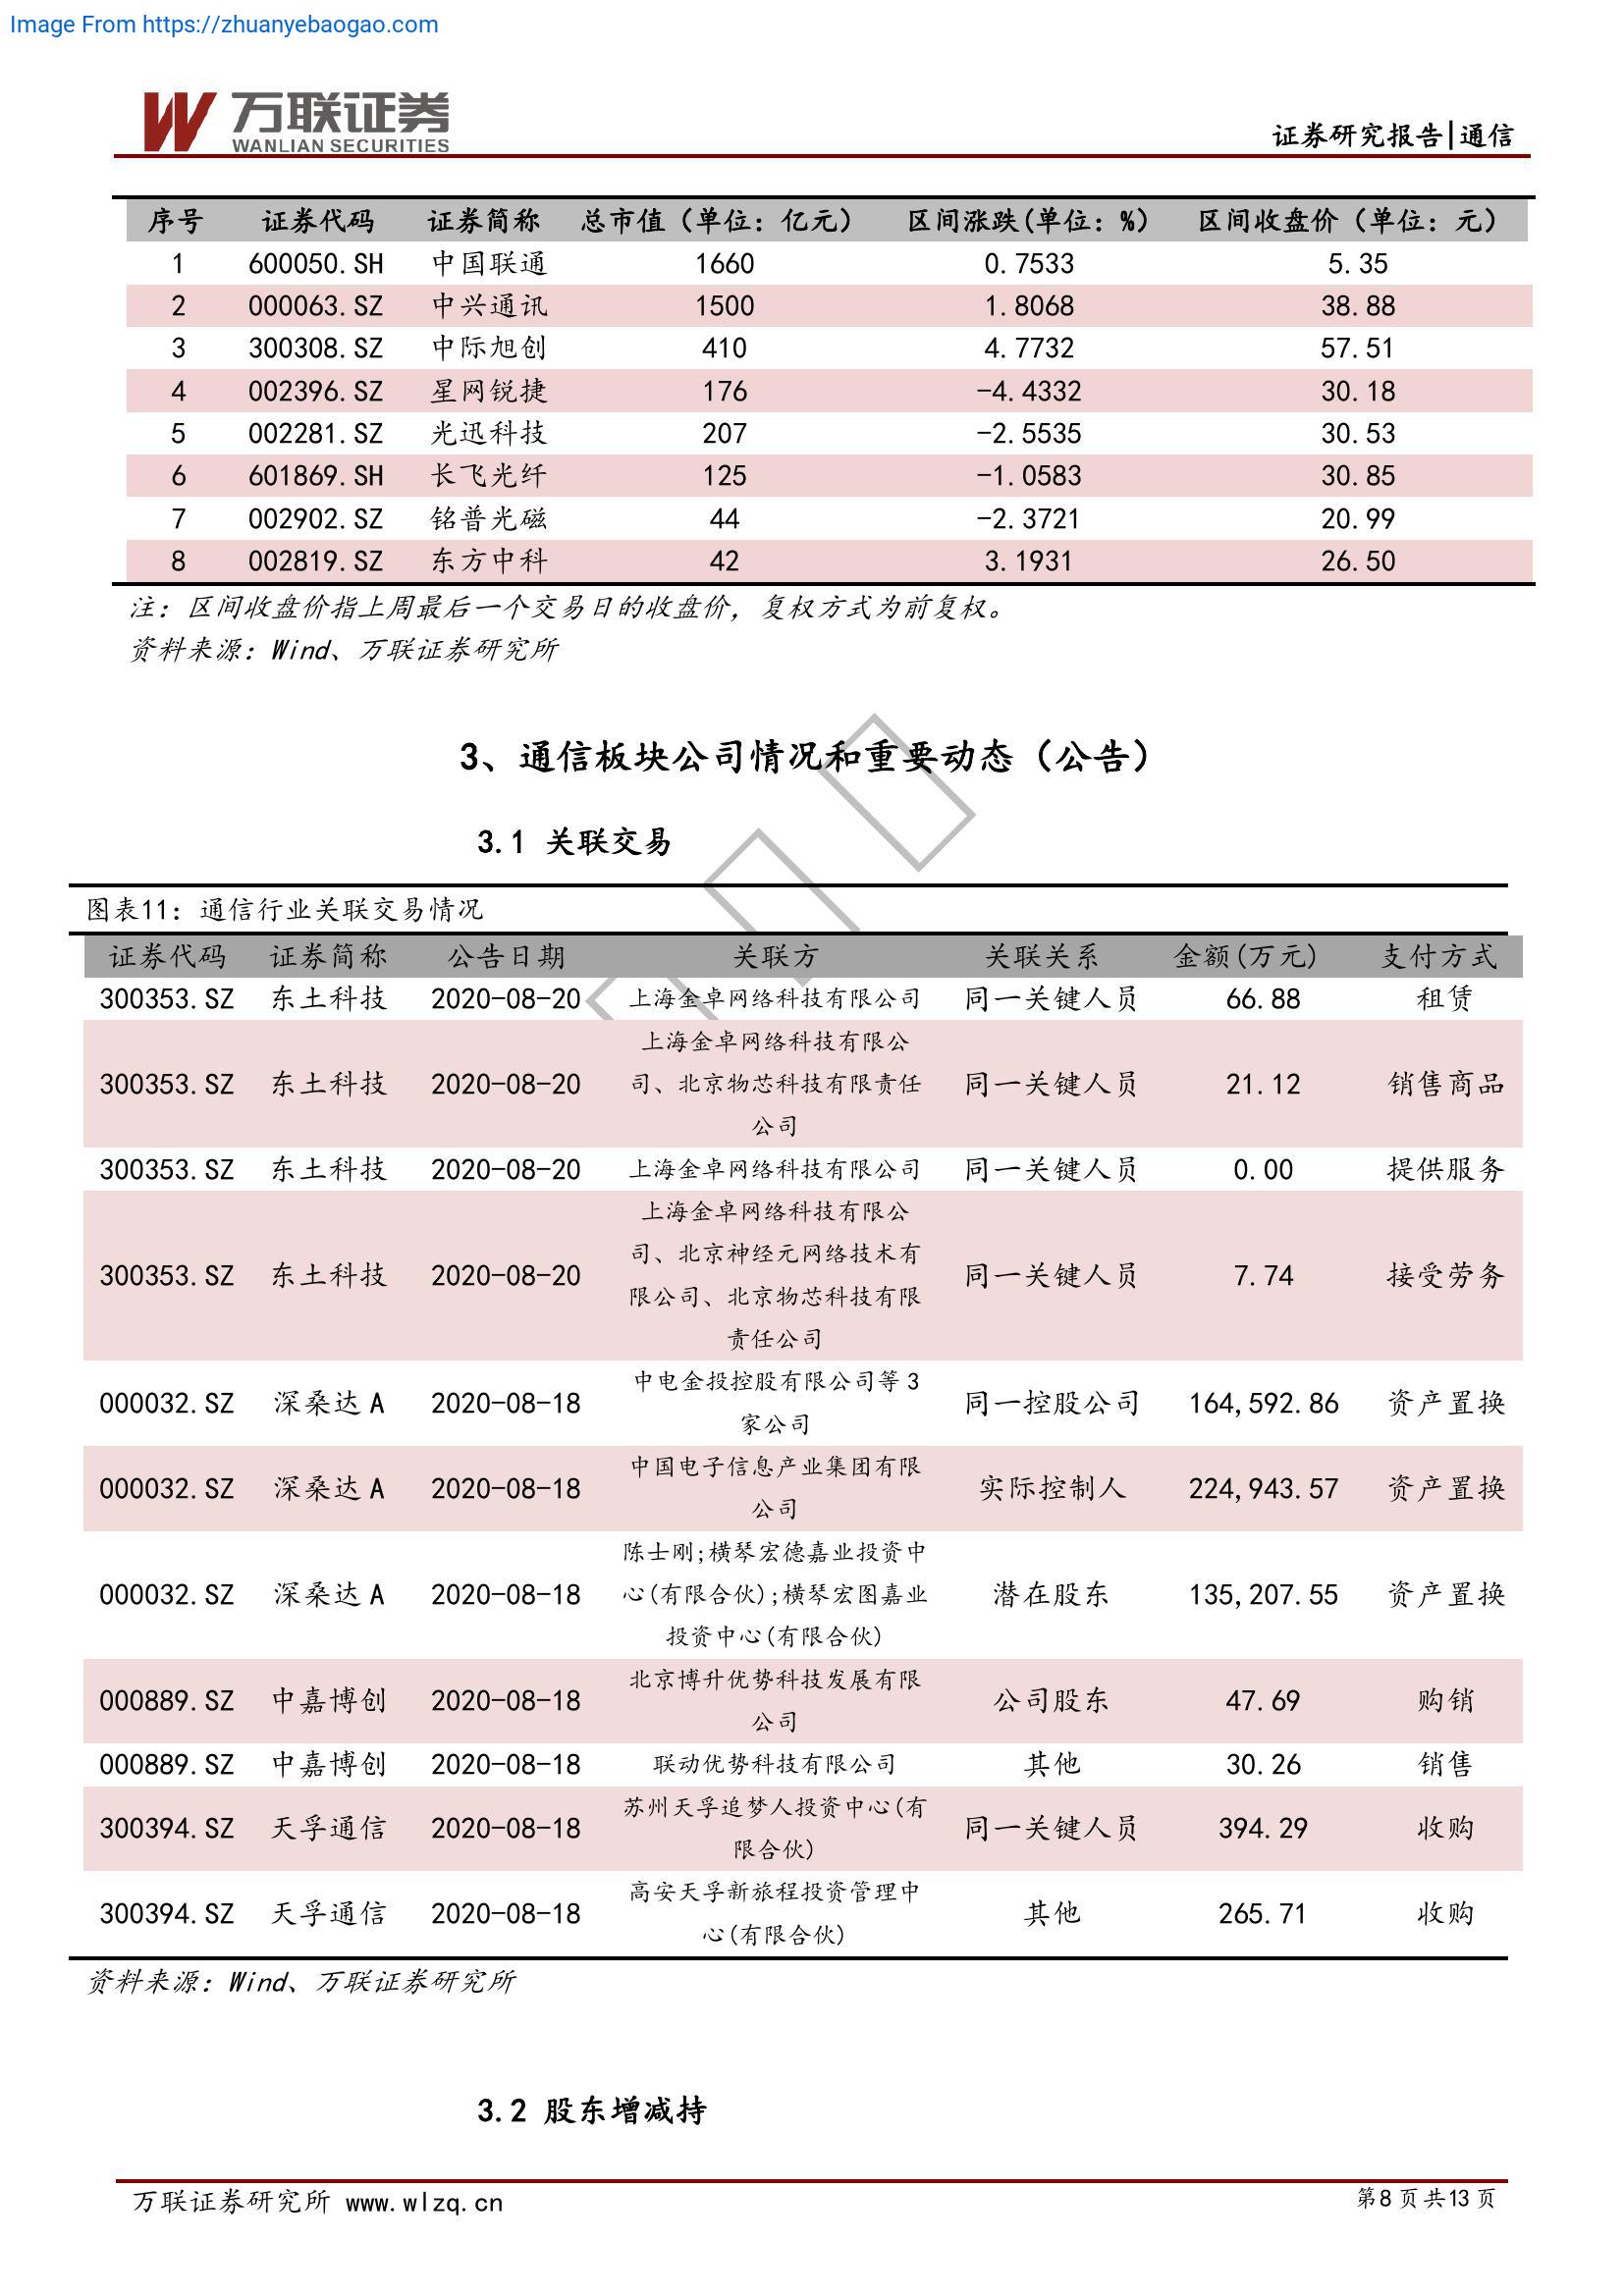 Image From https://zhuanyebaogao.com
万联证券
WANLIAN SECURITIES
证券研究报告|通信
序号 证券代码 证券简称 总市值（单位：亿元） 区间涨跌(单位：%) 区间收盘价（单位：元）
1 600050.SH 中国联通 1660 0.7533 5.35
2 000063.SZ 中兴通讯 1500 1.8068 38.88
3 300308.SZ 中际旭创 410 4.7732 57.51
4 002396.SZ 星网锐捷 176 -4.4332 30.18
5 002281.SZ 光迅科技 207 -2.5535 30.53
6 601869.SH 长飞光纤 125 -1.0583 30.85
7 002902.SZ 铭普光磁 44 -2.3721 20.99
8 002819.SZ 东方中科 42 3.1931 26.50
注：区间收盘价指上周最后一个交易日的收盘价，复权方式为前复权。
资料来源：Wind、万联证券研究所
3、通信板块公司情况和重要动态（公告）
3.1 关联交易
图表11：通信行业关联交易情况
证券代码 证券简称 公告日期 关联方 关联关系 金额(万元) 支付方式
300353.SZ 东土科技 2020-08-20 上海金卓网络科技有限公司 同一关键人员 66.88 租赁
上海金卓网络科技有限公
300353.SZ 东土科技 2020-08-20 司、北京物芯科技有限责任 同一关键人员 21.12 销售商品
公司
300353.SZ 东土科技 2020-08-20 上海金卓网络科技有限公司 同一关键人员 0.00 提供服务
上海金卓网络科技有限公
司、北京神经元网络技术有
300353.SZ 东土科技 2020-08-20 同一关键人员 7.74 接受劳务
限公司、北京物芯科技有限
责任公司
中电金投控股有限公司等 3
000032.SZ 深桑达 A 2020-08-18 同一控股公司 164,592.86 资产置换
家公司
中国电子信息产业集团有限
000032.SZ 深桑达 A 2020-08-18 实际控制人 224,943.57 资产置换
公司
陈士刚;横琴宏德嘉业投资中
000032.SZ 深桑达 A 2020-08-18 心(有限合伙);横琴宏图嘉业 潜在股东 135,207.55 资产置换
投资中心(有限合伙)
北京博升优势科技发展有限
000889.SZ 中嘉博创 2020-08-18 公司股东 47.69 购销
公司
000889.SZ 中嘉博创 2020-08-18 联动优势科技有限公司 其他 30.26 销售
苏州天孚追梦人投资中心(有
300394.SZ 天孚通信 2020-08-18 同一关键人员 394.29 收购
限合伙)
高安天孚新旅程投资管理中
300394.SZ 天孚通信 2020-08-18 其他 265.71 收购
心(有限合伙)
资料来源：Wind、万联证券研究所
3.2 股东增减持
万联证券研究所 www.wlzq.cn
第8 页 共13 页